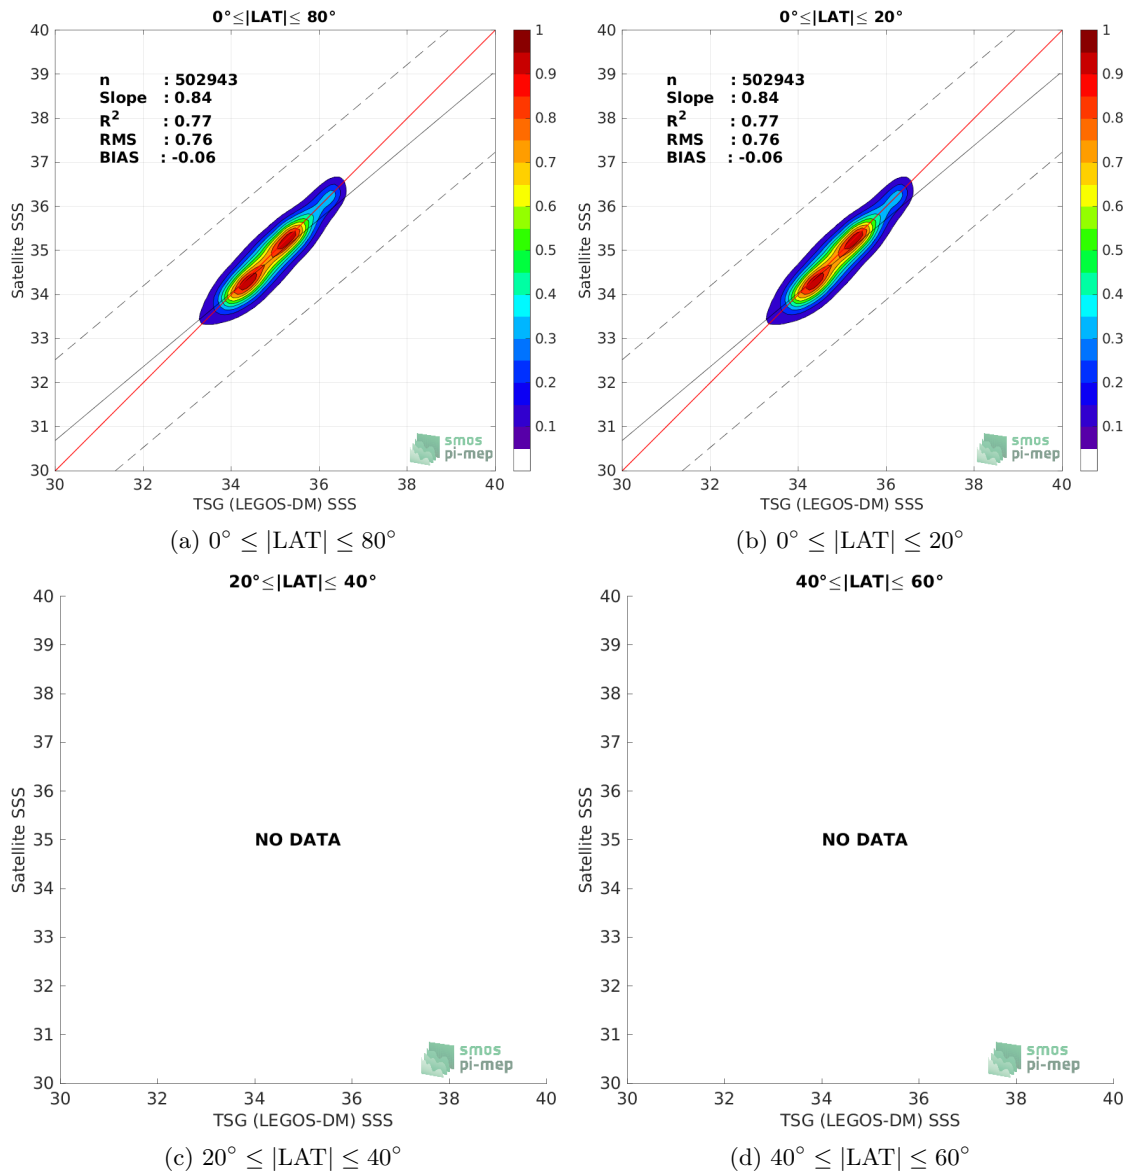 0°≤|LAT|≤ 80°
40
39
38
37
36
35
34
33
32
31
30
Satellite SSS
n : 502943
Slope : 0.84
R² : 0.77
RMS : 0.76
BIAS : -0.06
smos
pi-mep
30 32 34 36 38 40
TSG (LEGOS-DM) SSS
1
0.9
0.8
0.7
0.6
0.5
0.4
0.3
0.2
0.1
(a) 0° ≤ |LAT| ≤ 80°
0°≤|LAT|≤ 20°
40
39
38
37
36
35
34
33
32
31
30
Satellite SSS
n : 502943
Slope : 0.84
R² : 0.77
RMS : 0.76
BIAS : -0.06
smos
pi-mep
30 32 34 36 38 40
TSG (LEGOS-DM) SSS
1
0.9
0.8
0.7
0.6
0.5
0.4
0.3
0.2
0.1
(b) 0° ≤ |LAT| ≤ 20°
20°≤|LAT|≤ 40°
40
39
38
37
36
35
34
33
32
31
30
Satellite SSS
NO DATA
smos
pi-mep
30 32 34 36 38 40
TSG (LEGOS-DM) SSS
(c) 20° ≤ |LAT| ≤ 40°
40°≤|LAT|≤ 60°
40
39
38
37
36
35
34
33
32
31
30
Satellite SSS
NO DATA
smos
pi-mep
30 32 34 36 38 40
TSG (LEGOS-DM) SSS
(d) 40° ≤ |LAT| ≤ 60°